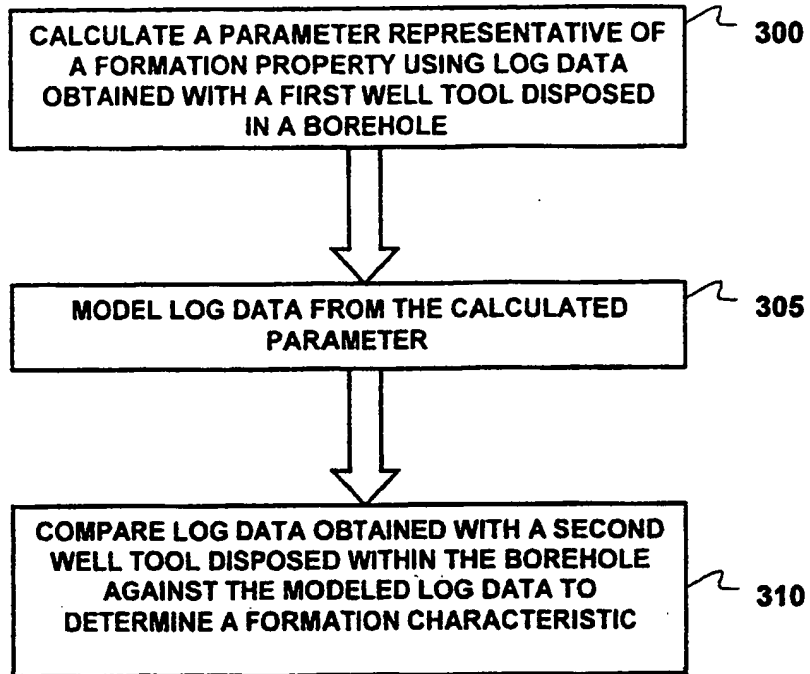 CALCULATE A PARAMETER REPRESENTATIVE OF
A FORMATION PROPERTY USING LOG DATA
OBTAINED WITH A FIRST WELL TOOL DISPOSED
IN A BOREHOLE
300
MODEL LOG DATA FROM THE CALCULATED
PARAMETER
305
COMPARE LOG DATA OBTAINED WITH A SECOND
WELL TOOL DISPOSED WITHIN THE BOREHOLE
AGAINST THE MODELED LOG DATA TO
DETERMINE A FORMATION CHARACTERISTIC
310